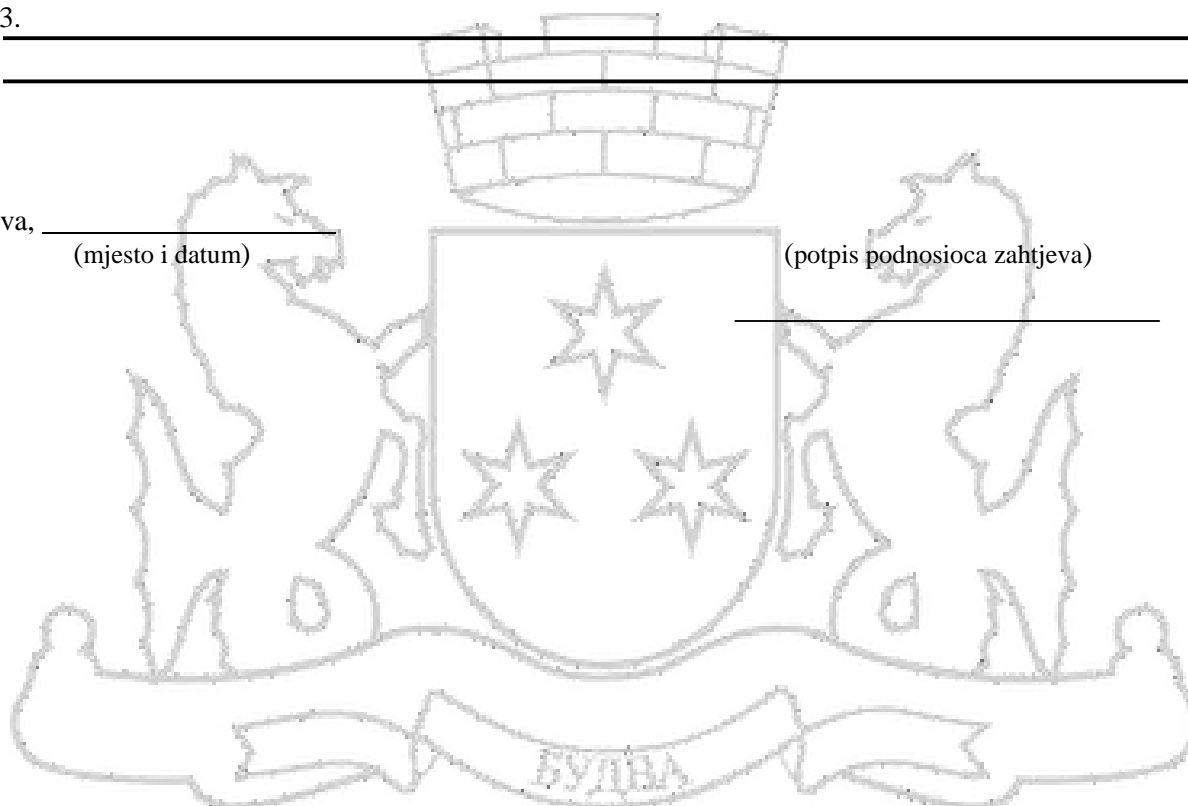 3.
va,
(mjesto i datum) (potpis podnosioca zahtjeva)
БУДВА